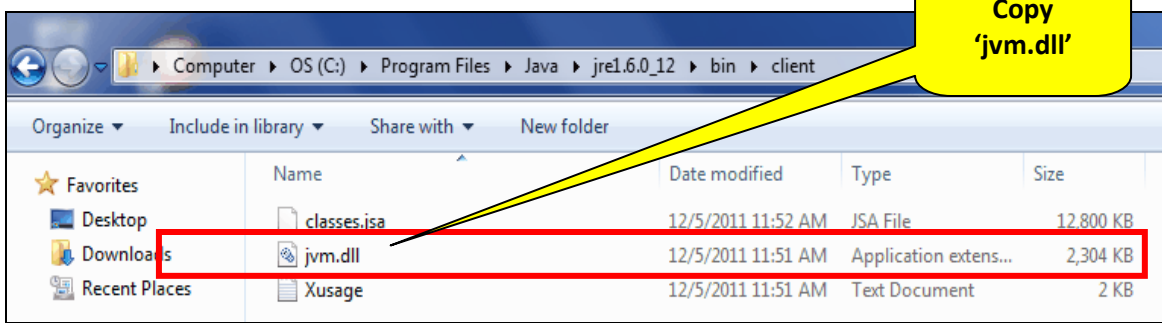 Copy
'jvm.dll'
Computer ▸ OS (C:) ▸ Program Files ▸ Java ▸ jre1.6.0_12 ▸ bin ▸ client
Organize ▾ Include in library ▾ Share with ▾ New folder
Favorites Name Date modified Type Size
Desktop classes.jsa 12/5/2011 11:52 AM JSA File 12,800 KB
Downloads jvm.dll 12/5/2011 11:51 AM Application extens... 2,304 KB
Recent Places Xusage 12/5/2011 11:51 AM Text Document 2 KB